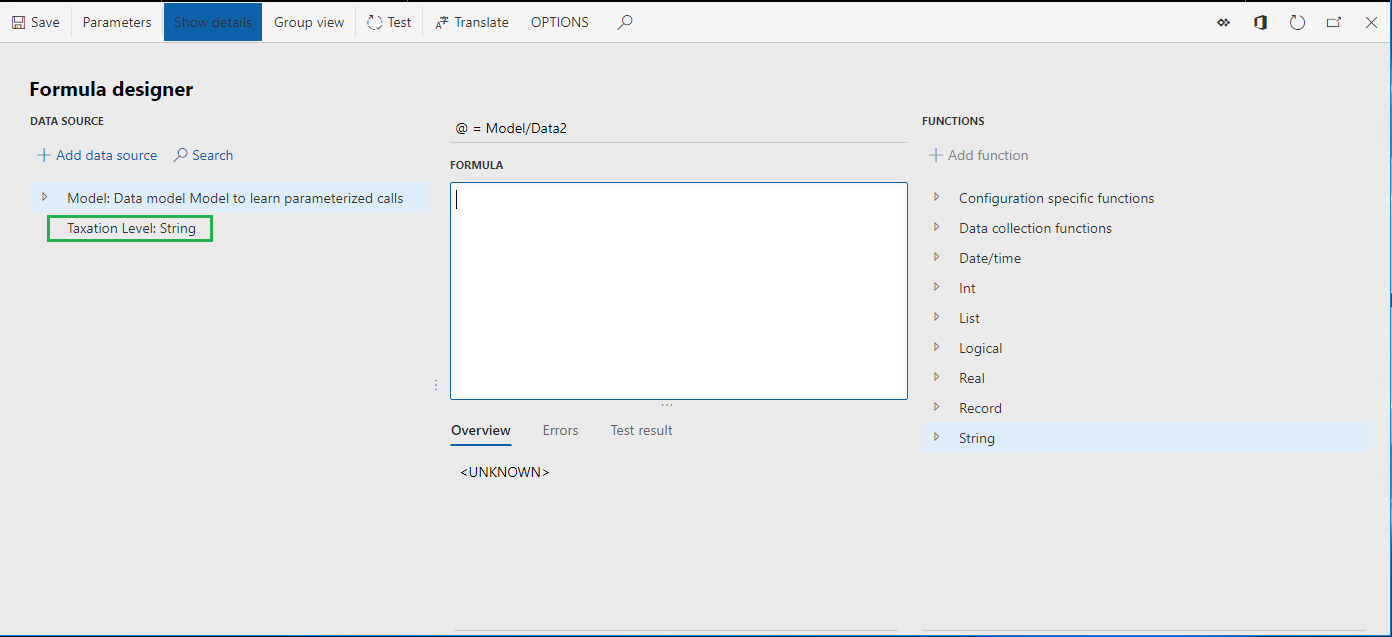 Save Parameters Show details Group view Test Translate OPTIONS
Formula designer
DATA SOURCE
Add data source Search
Model: Data model Model to learn parameterized calls
Taxation Level: String
@ = Model/Data2
FORMULA
Overview Errors Test result
<UNKNOWN>
FUNCTIONS
Add function
Configuration specific functions
Data collection functions
Date/time
Int
List
Logical
Real
Record
String